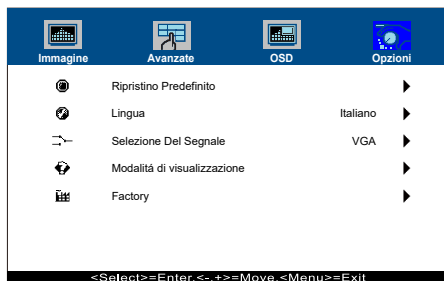 Immagine Avanzate OSD Opzioni
Ripristino Predefinito
Lingua Italiano
Selezione Del Segnale VGA
Modalitá di visualizzazione
Factory
<Select>=Enter,<-,+>=Move,<Menu>=Exit